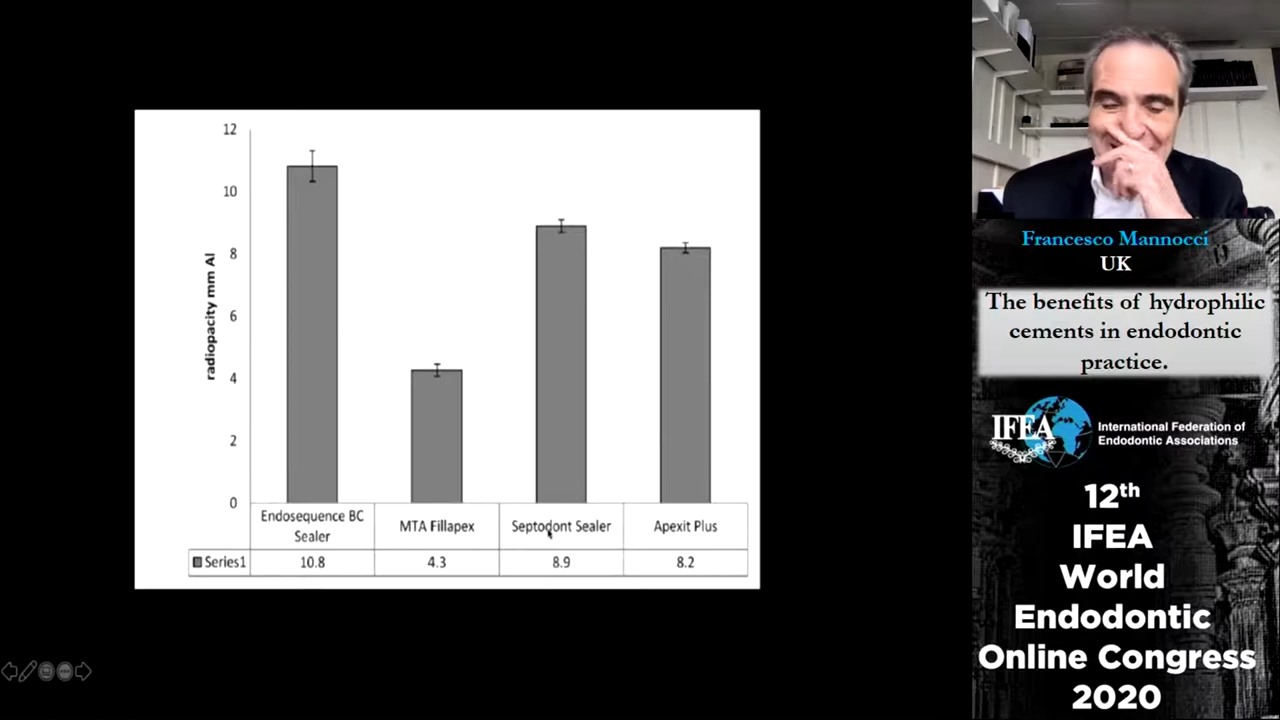 12
10
8
6
4
2
0
radiopacity mm Al
Endosequence BC
Sealer
MTA Fillapex
Septodont Sealer
Apexit Plus
Series1
10.8
4.3
8.9
8.2
Francesco Mannocci
UK
The benefits of hydrophilic
cements in endodontic
practice.
IFEA
International Federation of
Endodontic Associations
12th
IFEA
World
Endodontic
Online Congress
2020